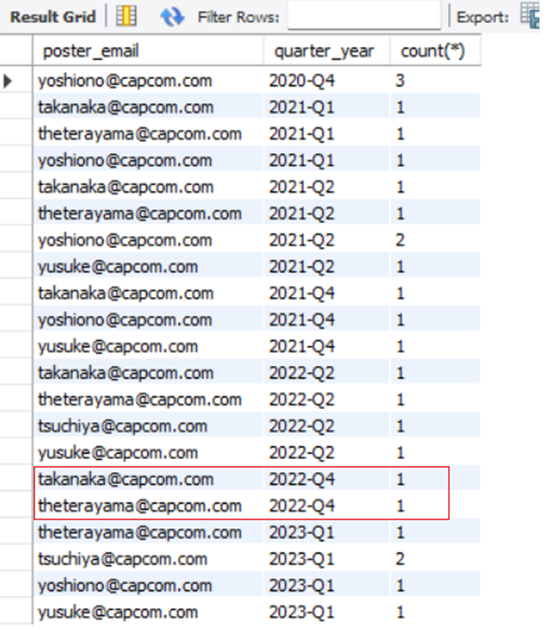 Result Grid Filter Rows: Export:
poster_email quarter_year count(*)
yoshiono@capcom.com 2020-Q4 3
takanaka@capcom.com 2021-Q1 1
theterayama@capcom.com 2021-Q1 1
yoshiono@capcom.com 2021-Q1 1
takanaka@capcom.com 2021-Q2 1
theterayama@capcom.com 2021-Q2 1
yoshiono@capcom.com 2021-Q2 2
yusuke@capcom.com 2021-Q2 1
takanaka@capcom.com 2021-Q4 1
yoshiono@capcom.com 2021-Q4 1
yusuke@capcom.com 2021-Q4 1
takanaka@capcom.com 2022-Q2 1
theterayama@capcom.com 2022-Q2 1
tsuchiya@capcom.com 2022-Q2 1
yusuke@capcom.com 2022-Q2 1
takanaka@capcom.com 2022-Q4 1
theterayama@capcom.com 2022-Q4 1
theterayama@capcom.com 2023-Q1 1
tsuchiya@capcom.com 2023-Q1 2
yoshiono@capcom.com 2023-Q1 1
yusuke@capcom.com 2023-Q1 1